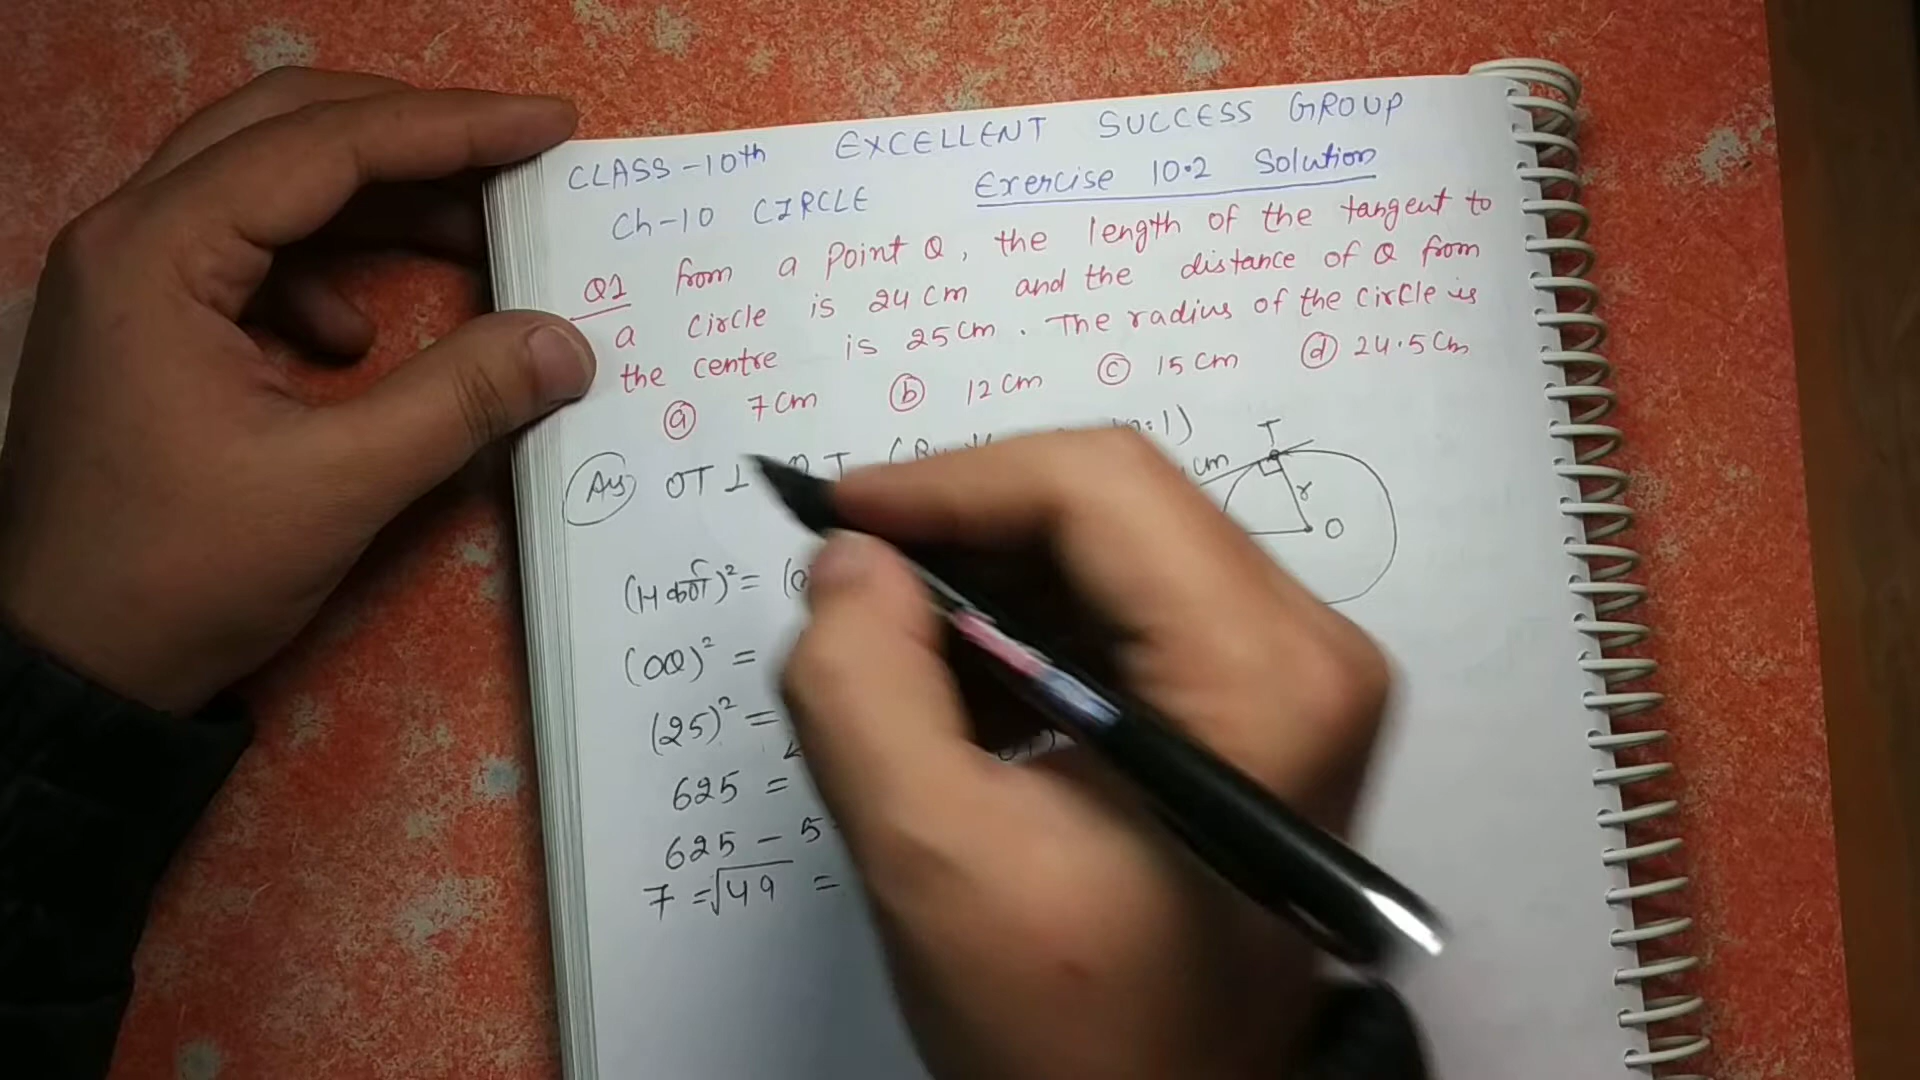 CLASS-10th EXCELLENT SUCCESS GROUP
Ch-10 CIRCLE Exercise 10.2 Solution
Q1 from a Point Q, the length of the tangent to
a circle is 24 cm and the distance of Q from
the centre is 25 cm. The radius of the circle is
(a) 7 cm (b) 12 cm (c) 15 cm (d) 24.5 cm
Ans OT ⊥
T
cm
r
O
(OQ)² =
(25)² =
625 =
625 - 5
7 = √49 =